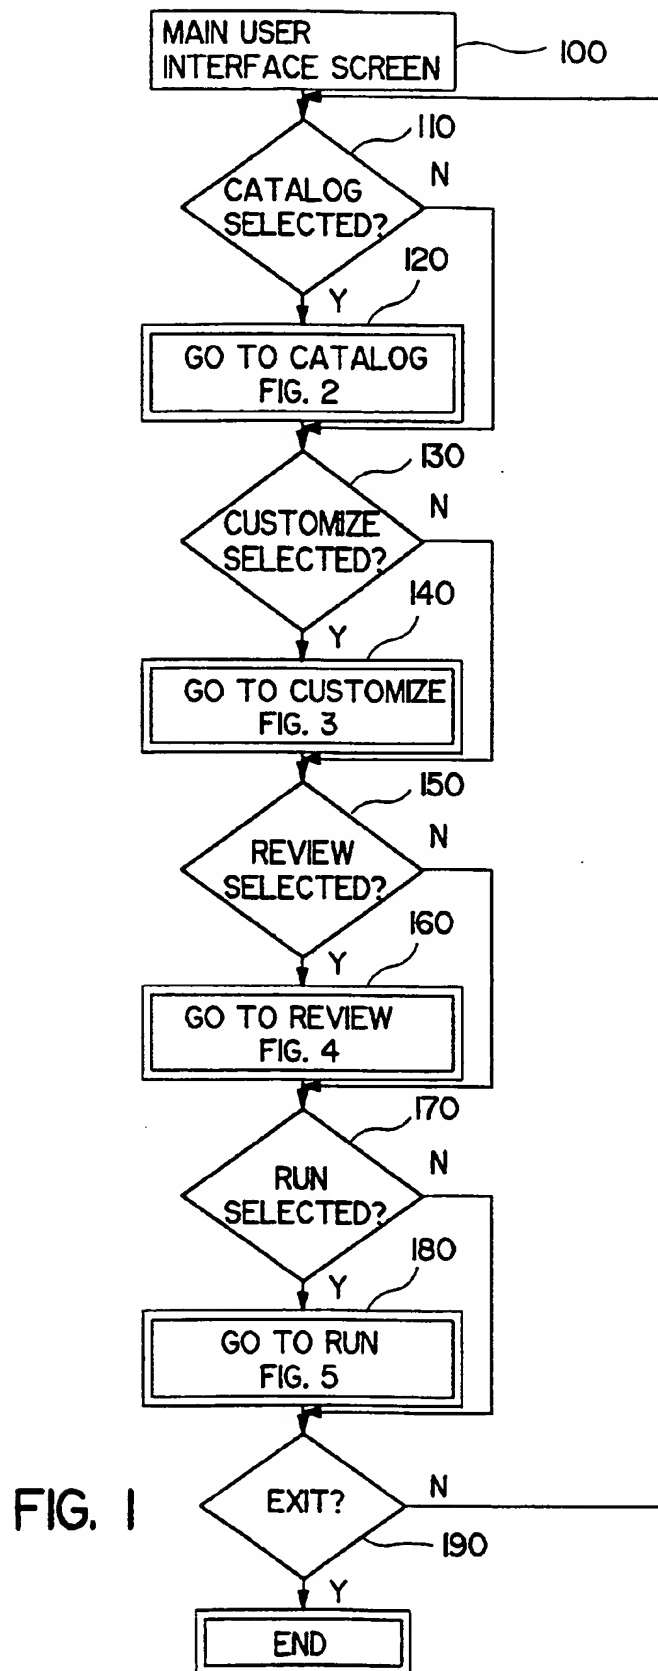 MAIN USER
INTERFACE SCREEN
100
110
N
CATALOG
SELECTED?
120
Y
GO TO CATALOG
FIG. 2
130
N
CUSTOMIZE
SELECTED?
140
Y
GO TO CUSTOMIZE
FIG. 3
150
N
REVIEW
SELECTED?
160
Y
GO TO REVIEW
FIG. 4
170
N
RUN
SELECTED?
180
Y
GO TO RUN
FIG. 5
N
EXIT?
FIG. 1
190
Y
END